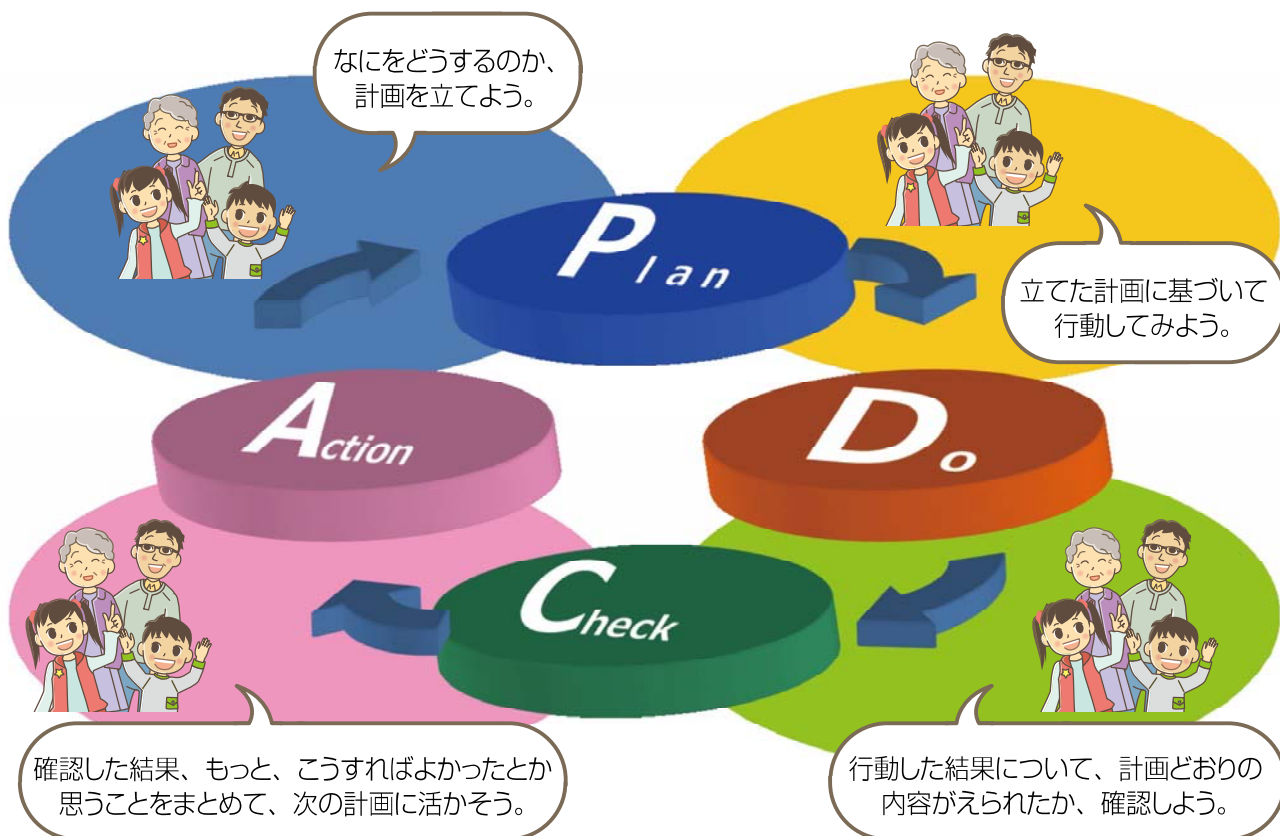 なにをどうするのか、
計画を立てよう。
Plan
立てた計画に基づいて
行動してみよう。
Action
Do
Check
確認した結果、もっと、こうすればよかったとか
思うことをまとめて、次の計画に活かそう。
行動した結果について、計画どおりの
内容がえられたか、確認しよう。